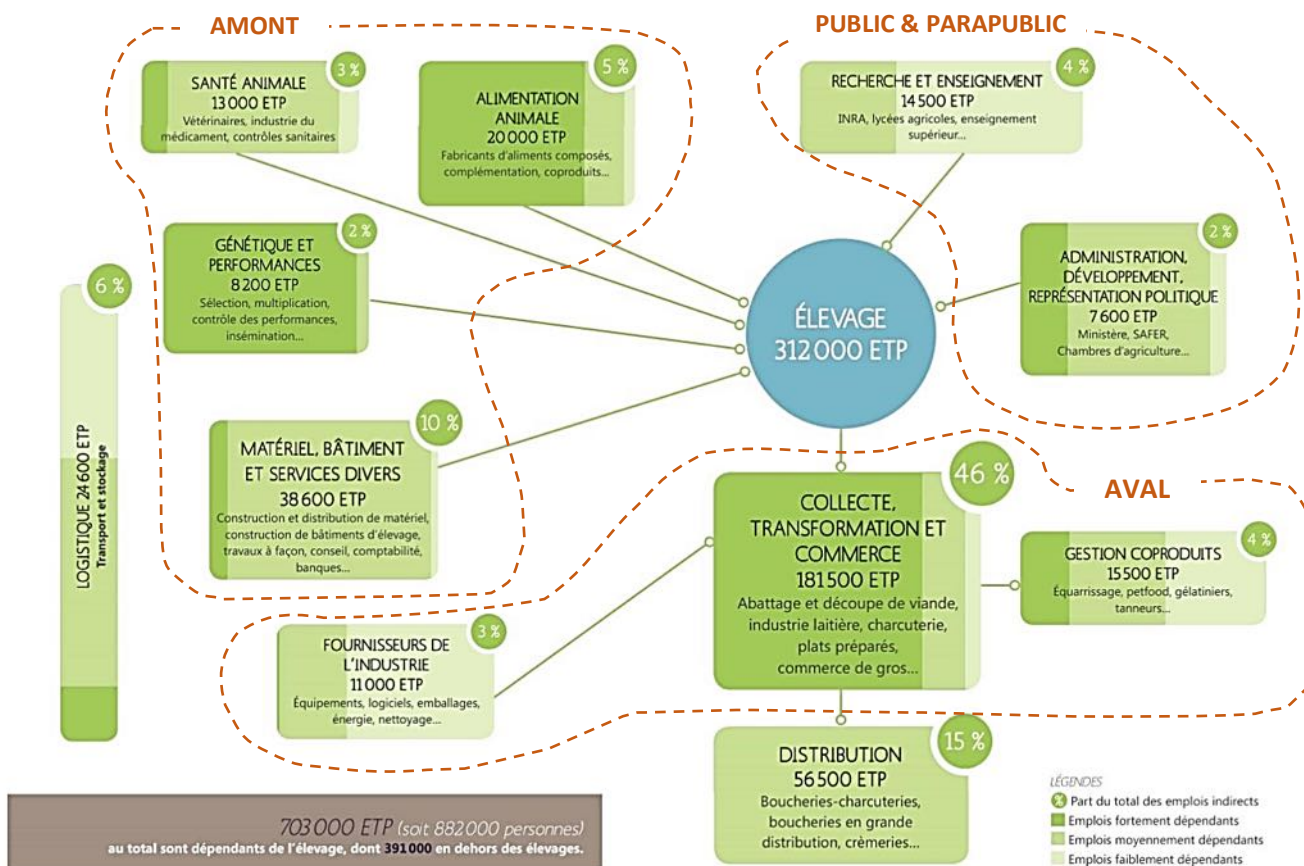 AMONT
PUBLIC & PARAPUBLIC
3 %
SANTÉ ANIMALE
13 000 ETP
Vétérinaires, industrie du
médicament, contrôles sanitaires
5 %
ALIMENTATION
ANIMALE
20 000 ETP
Fabricants d'aliments composés,
complémentation, coproduits...
4 %
RECHERCHE ET ENSEIGNEMENT
14 500 ETP
INRA, lycées agricoles, enseignement
supérieur...
2 %
GÉNÉTIQUE ET
PERFORMANCES
8 200 ETP
Sélection, multiplication,
contrôle des performances,
insémination...
2 %
ADMINISTRATION,
DÉVELOPPEMENT,
REPRÉSENTATION POLITIQUE
7 600 ETP
Ministère, SAFER,
Chambres d'agriculture...
6 %
LOGISTIQUE 24 600 ETP
Transport et stockage
ÉLEVAGE
312 000 ETP
10 %
MATÉRIEL, BÂTIMENT
ET SERVICES DIVERS
38 600 ETP
Construction et distribution de matériel,
construction de bâtiments d'élevage,
travaux à façon, conseil, comptabilité,
banques...
46 %
COLLECTE,
TRANSFORMATION ET
COMMERCE
181 500 ETP
Abattage et découpe de viande,
industrie laitière, charcuterie,
plats préparés,
commerce de gros...
AVAL
4 %
GESTION COPRODUITS
15 500 ETP
Équarrissage, petfood, gélatiniers,
tanneurs...
3 %
FOURNISSEURS DE
L'INDUSTRIE
11 000 ETP
Équipements, logiciels, emballages,
énergie, nettoyage...
15 %
DISTRIBUTION
56 500 ETP
Boucheries-charcuteries,
boucheries en grande
distribution, crèmeries...
703 000 ETP (soit 882 000 personnes)
au total sont dépendants de l'élevage, dont 391 000 en dehors des élevages.
LÉGENDES
% Part du total des emplois indirects
Emplois fortement dépendants
Emplois moyennement dépendants
Emplois faiblement dépendants